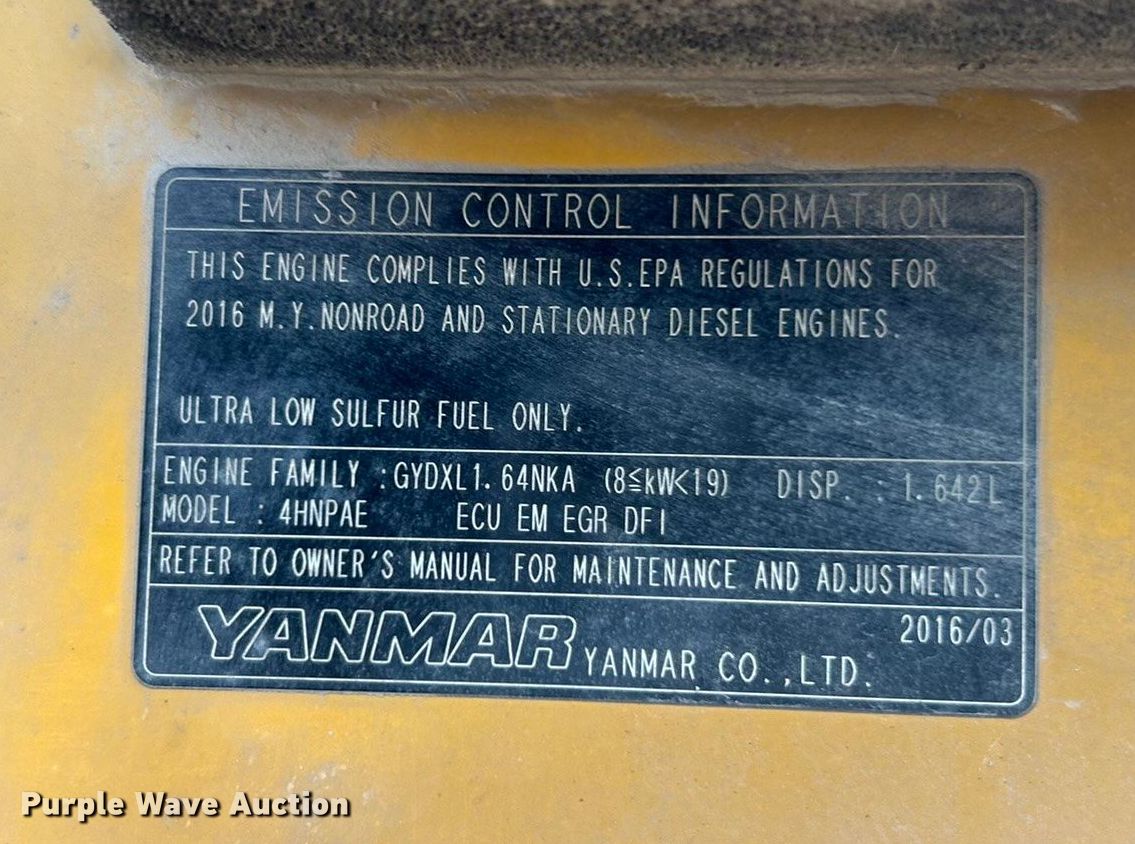 EMISSION CONTROL INFORMATION
THIS ENGINE COMPLIES WITH U.S.EPA REGULATIONS FOR
2016 M.Y.NONROAD AND STATIONARY DIESEL ENGINES.
ULTRA LOW SULFUR FUEL ONLY.
ENGINE FAMILY :GYDXL1.64NKA (8≦kW<19) DISP. :1.642L
MODEL : 4HNPAE ECU EM EGR DFI
REFER TO OWNER'S MANUAL FOR MAINTENANCE AND ADJUSTMENTS.
2016/03
YANMAR YANMAR CO.,LTD.
Purple Wave Auction